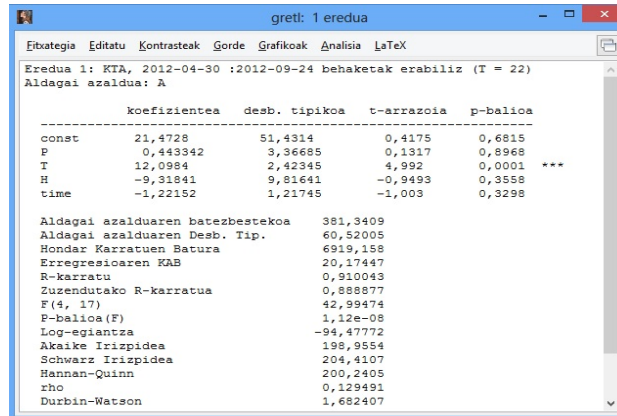 gretl: 1 eredua
Fitxategia Editatu Kontrasteak Gorde Grafikoak Analisia LaTeX
Eredua 1: KTA, 2012-04-30 :2012-09-24 behaketak erabiliz (T = 22)
Aldagai azaldua: A
koefizientea desb. tipikoa t-arrazoia p-balioa
const 21,4728 51,4314 0,4175 0,6815
P 0,443342 3,36685 0,1317 0,8968
T 12,0984 2,42345 4,992 0,0001 ***
H -9,31841 9,81641 -0,9493 0,3558
time -1,22152 1,21745 -1,003 0,3298
Aldagai azalduaren batezbestekoa 381,3409
Aldagai azalduaren Desb. Tip. 60,52005
Hondar Karratuen Batura 6919,158
Erregresioaren KAB 20,17447
R-karratu 0,910043
Zuzendutako R-karratua 0,888877
F(4, 17) 42,99474
P-balioa(F) 1,12e-08
Log-egiantza -94,47772
Akaike Irizpidea 198,9554
Schwarz Irizpidea 204,4107
Hannan-Quinn 200,2405
rho 0,129491
Durbin-Watson 1,682407